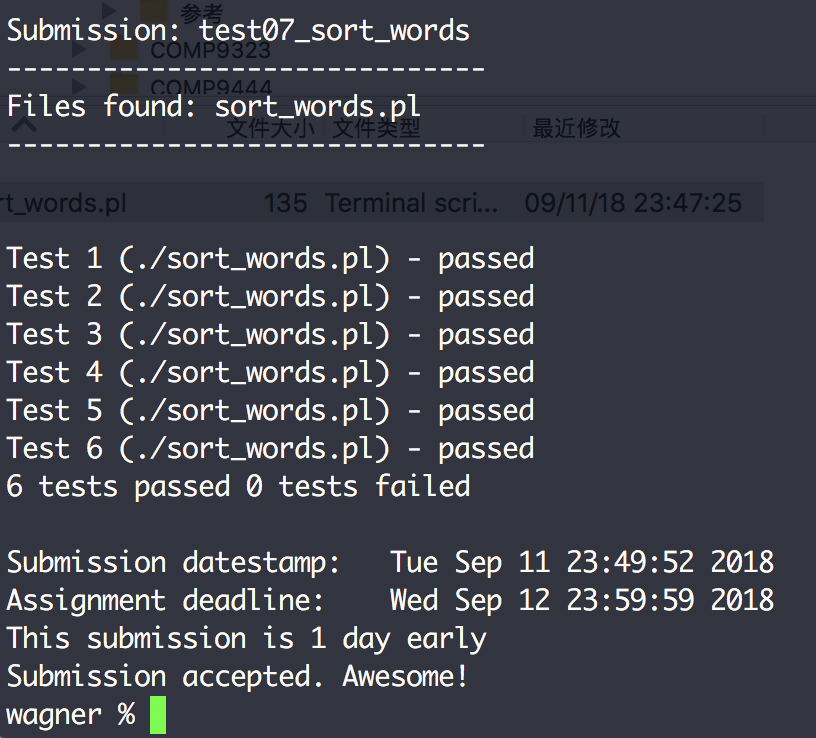 参考
Submission: test07_sort_words
COMP9323
------------------------------
COMP9444
Files found: sort_words.pl
文件大小 文件类型 最近修改
------------------------------
rt_words.pl 135 Terminal scri... 09/11/18 23:47:25
Test 1 (./sort_words.pl) - passed
Test 2 (./sort_words.pl) - passed
Test 3 (./sort_words.pl) - passed
Test 4 (./sort_words.pl) - passed
Test 5 (./sort_words.pl) - passed
Test 6 (./sort_words.pl) - passed
6 tests passed 0 tests failed
Submission datestamp:   Tue Sep 11 23:49:52 2018
Assignment deadline:    Wed Sep 12 23:59:59 2018
This submission is 1 day early
Submission accepted. Awesome!
wagner %